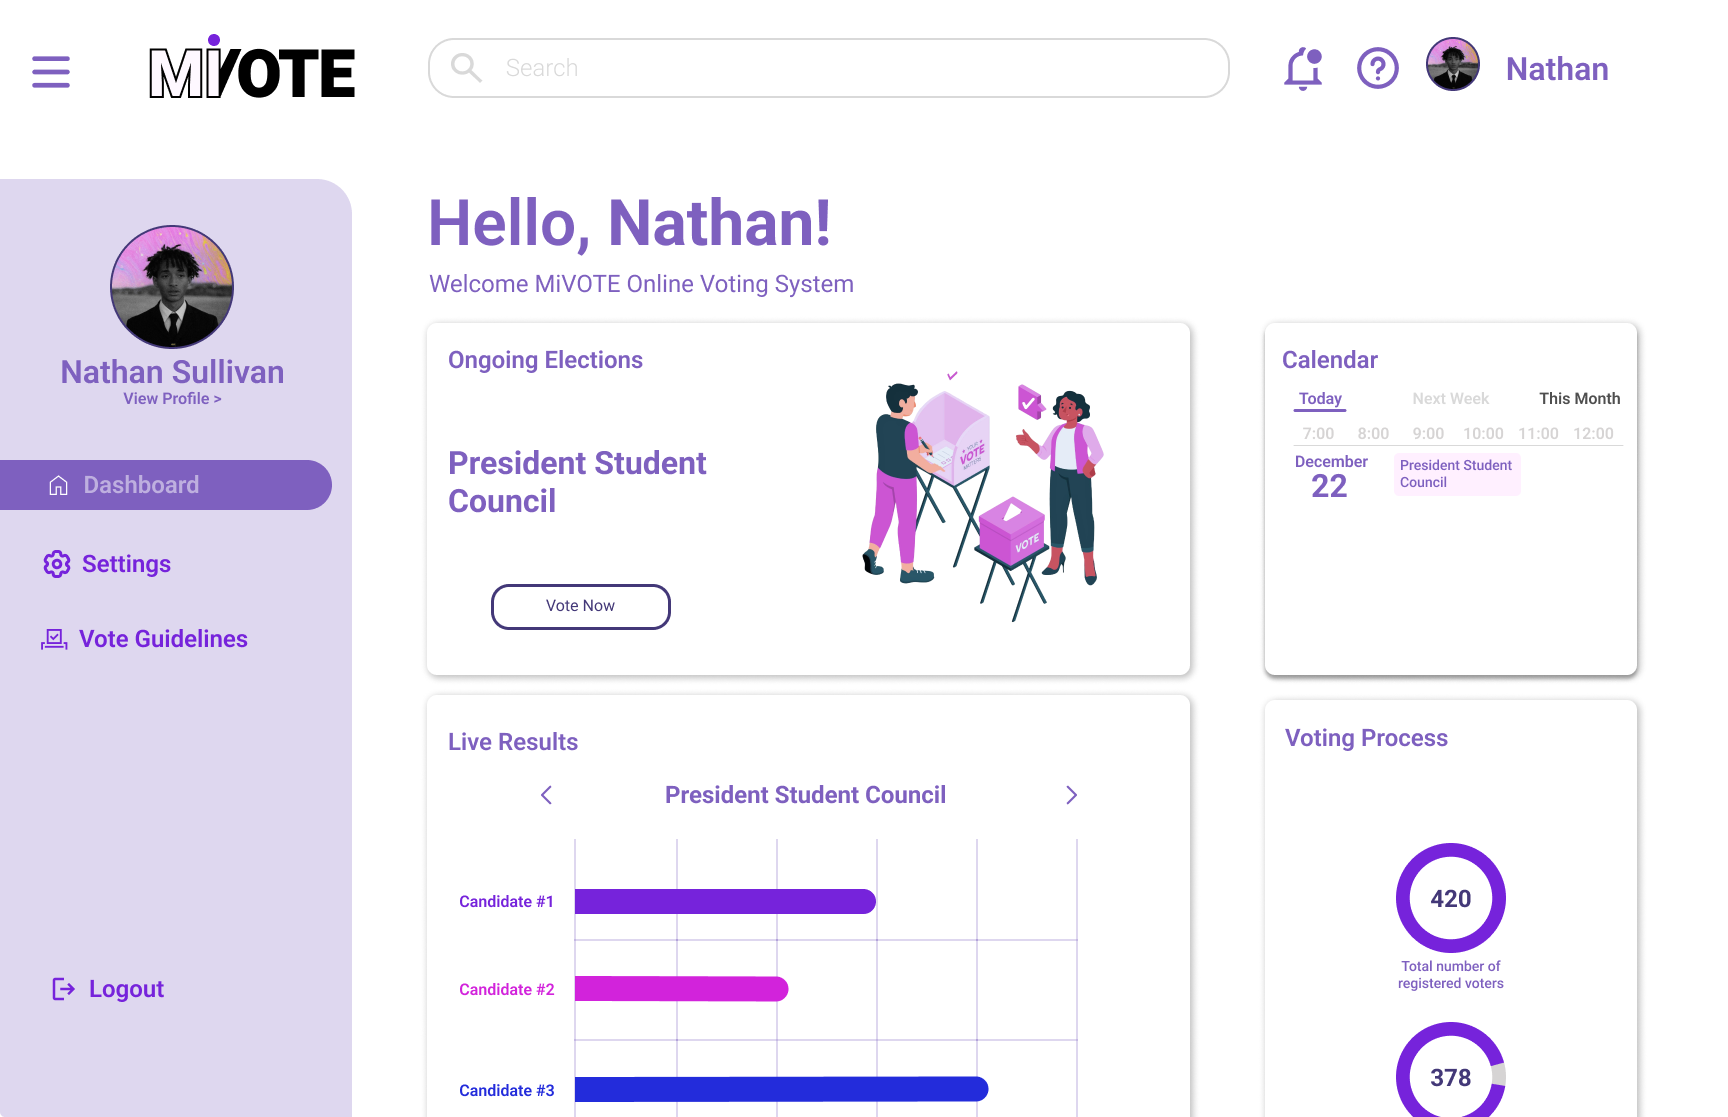 MiVOTE
Search
Nathan
Hello, Nathan!
Welcome MiVOTE Online Voting System
Nathan Sullivan
View Profile >
Dashboard
Settings
Vote Guidelines
Logout
Ongoing Elections
President Student
Council
Vote Now
YOUR
VOTE
MATTERS
VOTE
Calendar
Today Next Week This Month
7:00 8:00 9:00 10:00 11:00 12:00
December
22
President Student
Council
Live Results
President Student Council
Candidate #1
Candidate #2
Candidate #3
Voting Process
420
Total number of
registered voters
378